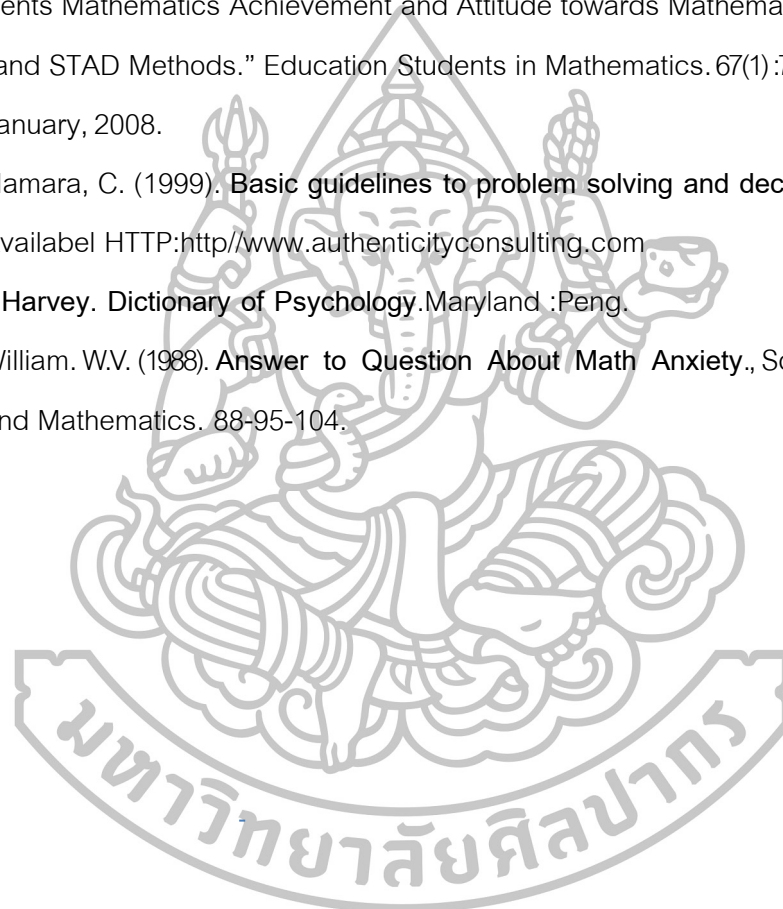 ents Mathematics Achievement and Attitude towards Mathema
and STAD Methods.” Education Students in Mathematics. 67(1) :7
anuary, 2008.
amara, C. (1999). Basic guidelines to problem solving and dec
vailabel HTTP:http//www.authenticityconsulting.com
Harvey. Dictionary of Psychology.Maryland :Peng.
William. W.V. (1988). Answer to Question About Math Anxiety., Sc
nd Mathematics. 88-95-104.
มหาวิทยาลัยศิลปากร